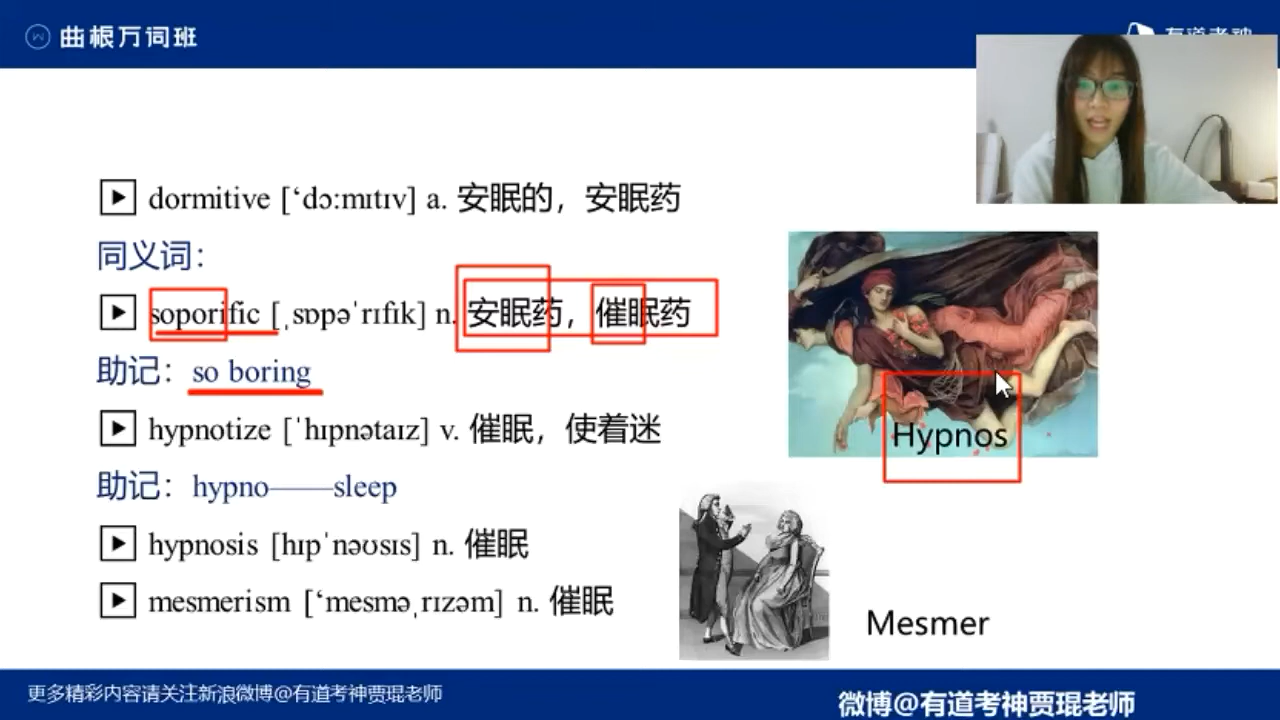 曲根万词班
有道考神
dormitive [‘dɔ:mɪtɪv] a. 安眠的，安眠药
同义词：
soporific [ˌsɒpəˈrɪfɪk] n. 安眠药，催眠药
助记：so boring
hypnotize [ˈhɪpnətaɪz] v. 催眠，使着迷
助记：hypno——sleep
hypnosis [hɪpˈnəʊsɪs] n. 催眠
mesmerism [‘mesməˌrɪzəm] n. 催眠
Hypnos
Mesmer
更多精彩内容请关注新浪微博@有道考神贾琨老师
微博@有道考神贾琨老师